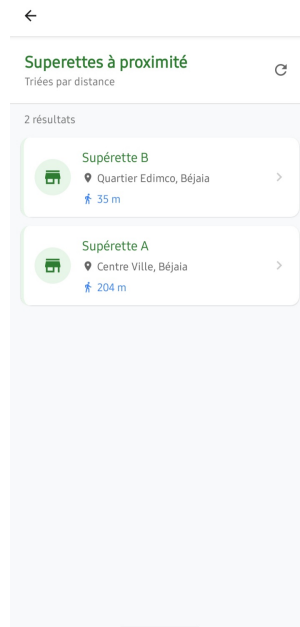 Superettes à proximité
Triées par distance
2 résultats
Supérette B
Quartier Edimco, Béjaia
35 m
Supérette A
Centre Ville, Béjaia
204 m